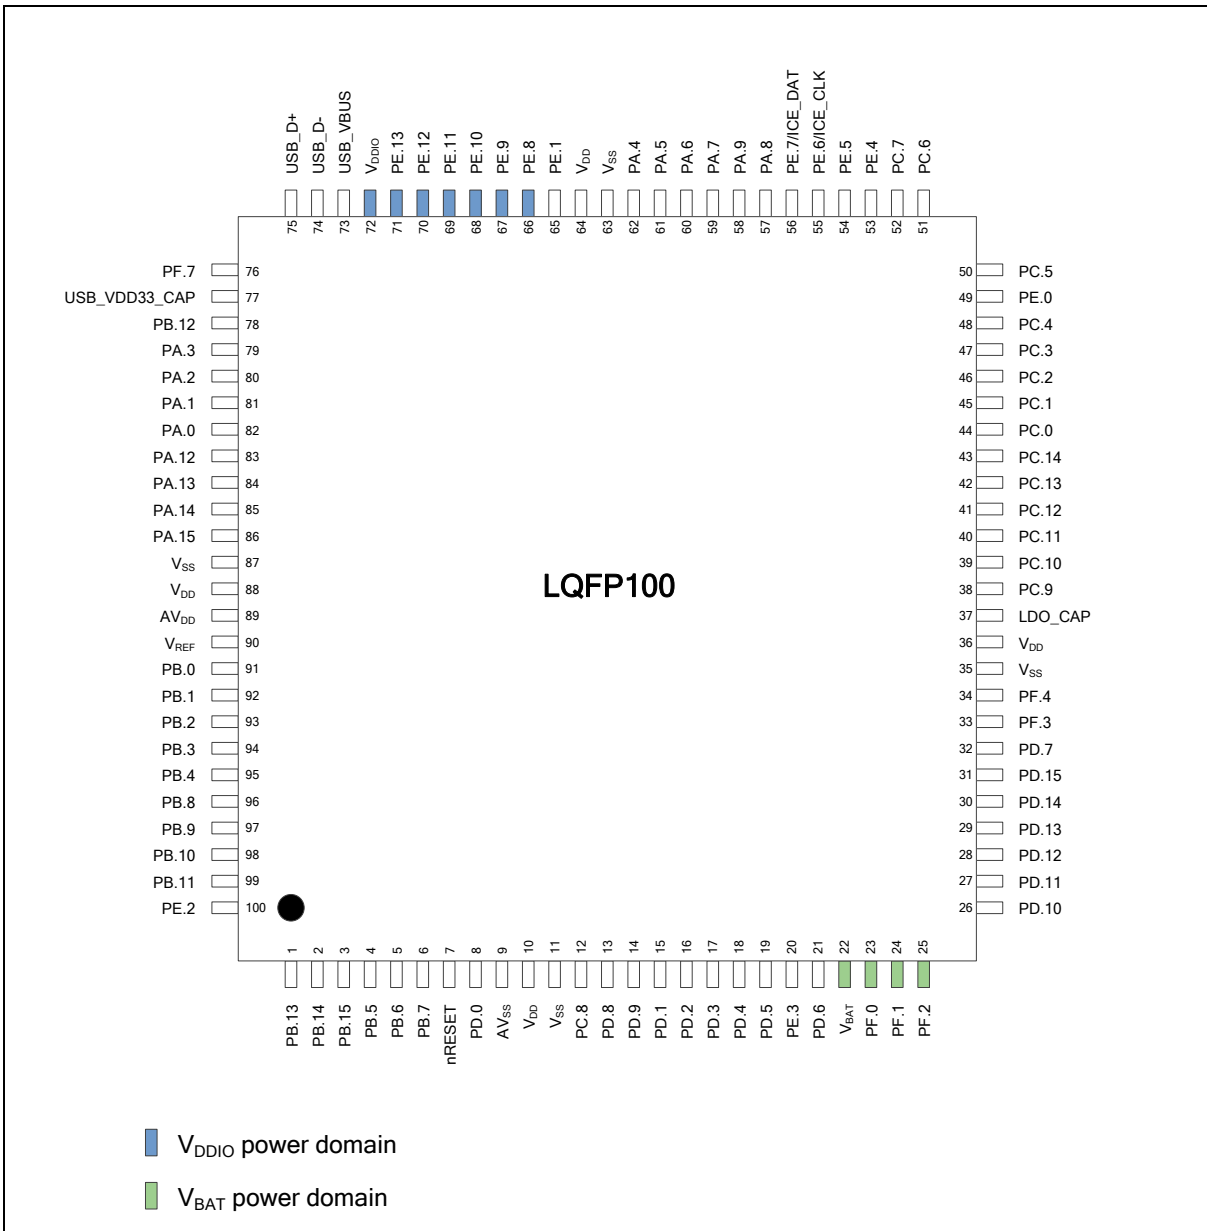 USB_D+
USB_D-
USB_VBUS
VDDIO
PE.13
PE.12
PE.11
PE.10
PE.9
PE.8
PE.1
VDD
VSS
PA.4
PA.5
PA.6
PA.7
PA.9
PA.8
PE.7/ICE_DAT
PE.6/ICE_CLK
PE.5
PE.4
PC.7
PC.6
75 74 73 72 71 70 69 68 67 66 65 64 63 62 61 60 59 58 57 56 55 54 53 52 51
PF.7 76
USB_VDD33_CAP 77
PB.12 78
PA.3 79
PA.2 80
PA.1 81
PA.0 82
PA.12 83
PA.13 84
PA.14 85
PA.15 86
VSS 87
VDD 88
AVDD 89
VREF 90
PB.0 91
PB.1 92
PB.2 93
PB.3 94
PB.4 95
PB.8 96
PB.9 97
PB.10 98
PB.11 99
PE.2 100
LQFP100
50 PC.5
49 PE.0
48 PC.4
47 PC.3
46 PC.2
45 PC.1
44 PC.0
43 PC.14
42 PC.13
41 PC.12
40 PC.11
39 PC.10
38 PC.9
37 LDO_CAP
36 VDD
35 VSS
34 PF.4
33 PF.3
32 PD.7
31 PD.15
30 PD.14
29 PD.13
28 PD.12
27 PD.11
26 PD.10
1 2 3 4 5 6 7 8 9 10 11 12 13 14 15 16 17 18 19 20 21 22 23 24 25
PB.13
PB.14
PB.15
PB.5
PB.6
PB.7
nRESET
PD.0
AVSS
VDD
VSS
PC.8
PD.8
PD.9
PD.1
PD.2
PD.3
PD.4
PD.5
PE.3
PD.6
VBAT
PF.0
PF.1
PF.2
VDDIO power domain
VBAT power domain